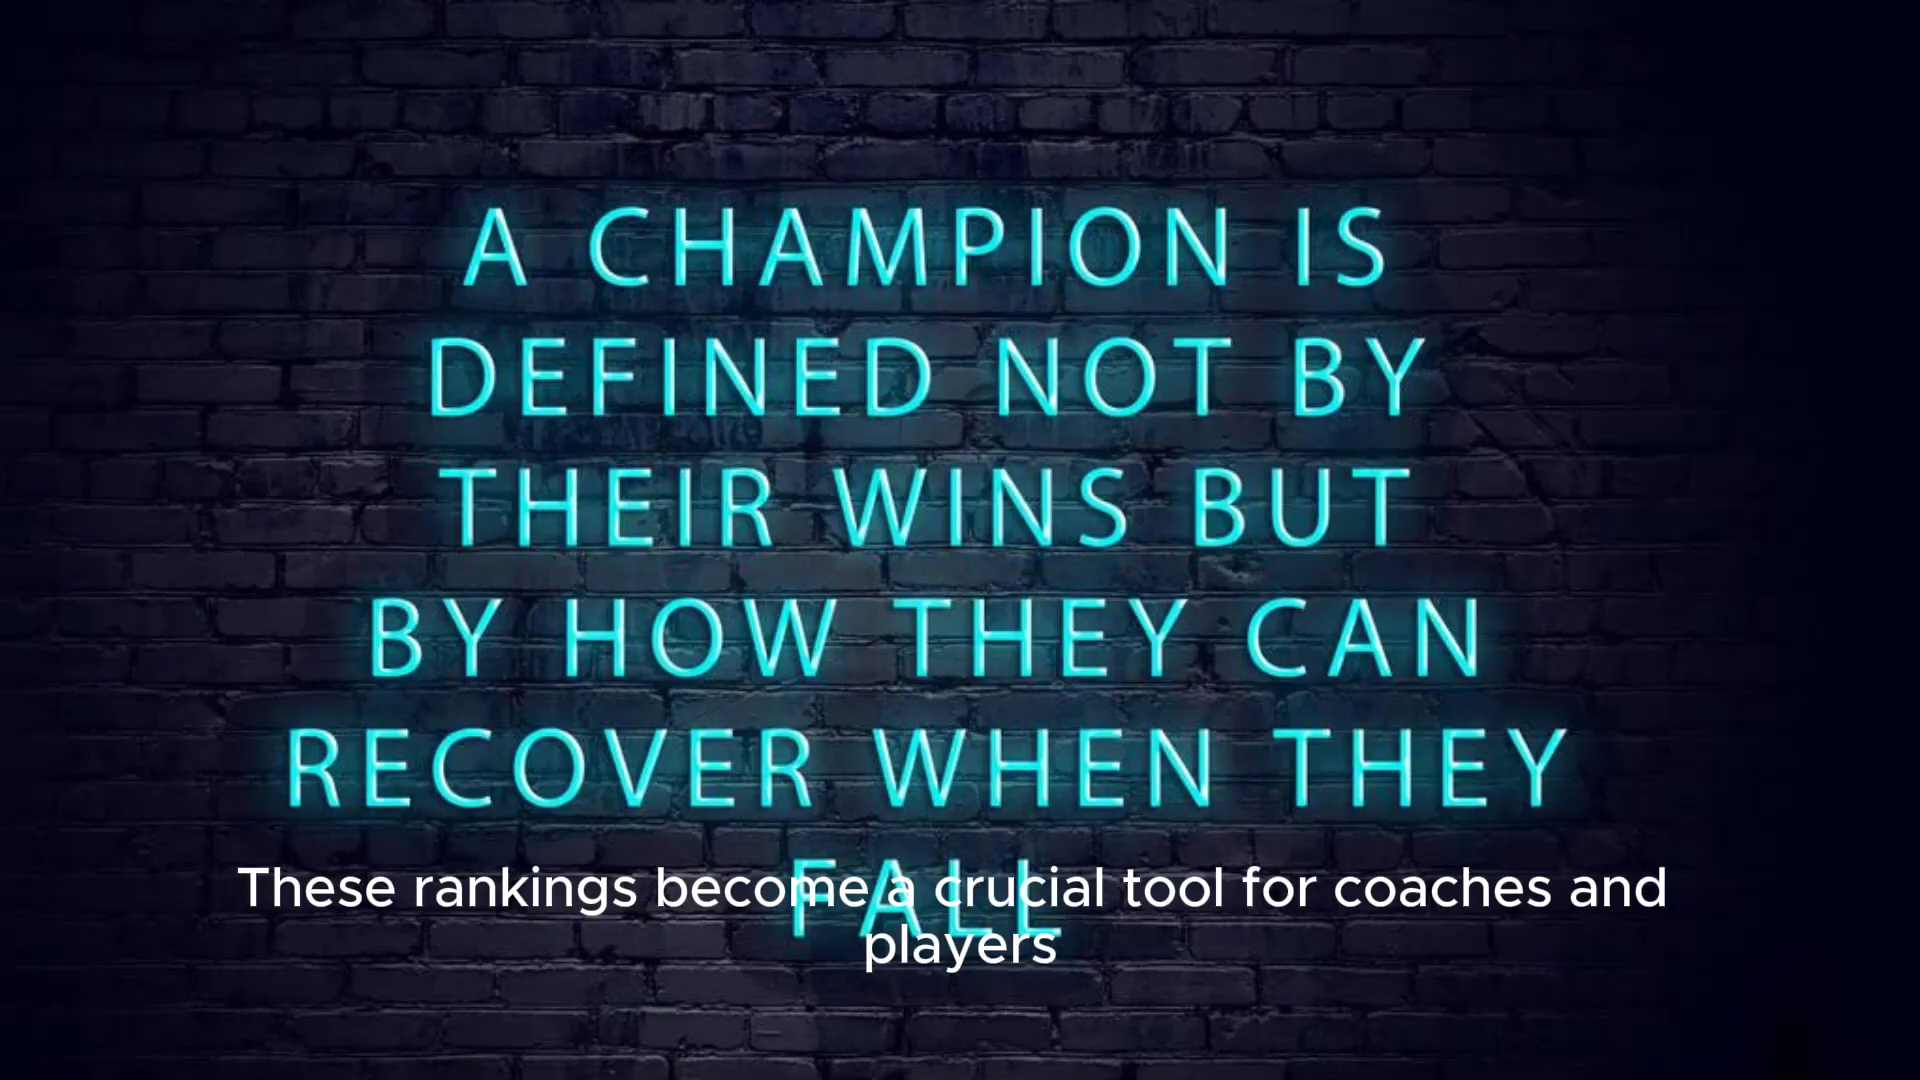 A CHAMPION IS
DEFINED NOT BY
THEIR WINS BUT
BY HOW THEY CAN
RECOVER WHEN THEY
FALL
These rankings become a crucial tool for coaches and
players